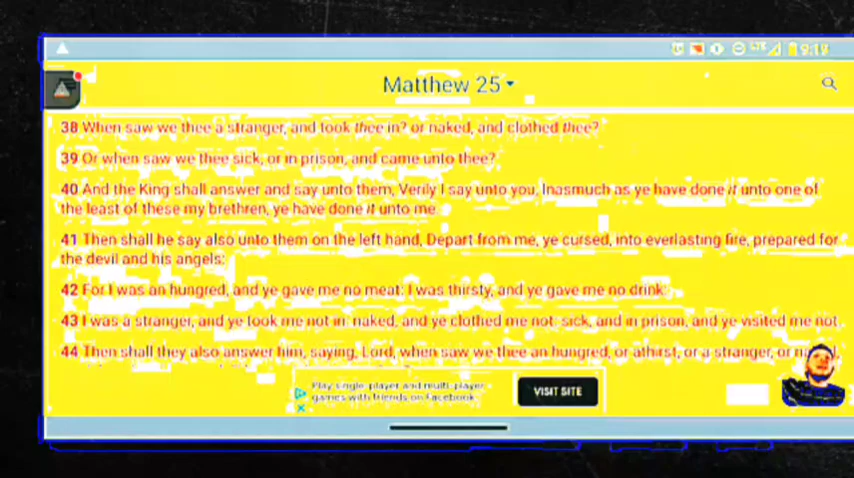 9:19
Matthew 25
38 When saw we thee a stranger, and took thee in? or naked, and clothed thee?
39 Or when saw we thee sick, or in prison, and came unto thee?
40 And the King shall answer and say unto them, Verily I say unto you, Inasmuch as ye have done it unto one of
the least of these my brethren, ye have done it unto me.
41 Then shall he say also unto them on the left hand, Depart from me, ye cursed, into everlasting fire, prepared for
the devil and his angels:
42 For I was an hungred, and ye gave me no meat: I was thirsty, and ye gave me no drink:
43 I was a stranger, and ye took me not in: naked, and ye clothed me not: sick, and in prison, and ye visited me not.
44 Then shall they also answer him, saying, Lord, when saw we thee an hungred, or athirst, or a stranger, or
Play single-player and multi-player
games with friends on Facebook.
VISIT SITE